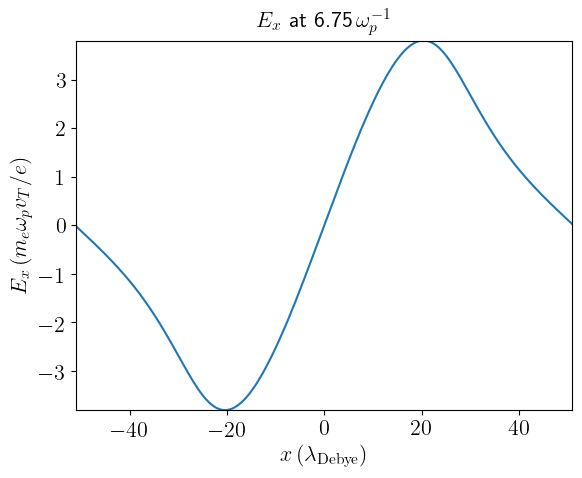 $E_x$ at 6.75 $\omega_p^{-1}$
$E_x\,(m_e\omega_p v_T/e)$
3
2
1
0
−1
−2
−3
−40 −20 0 20 40
$x\,(\lambda_{\mathrm{Debye}})$